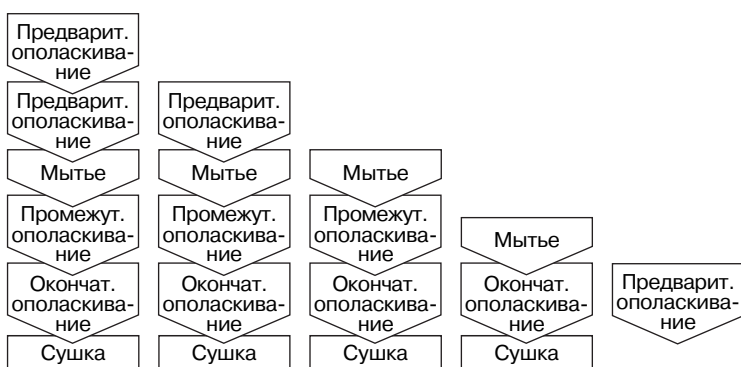 Предварит.
ополаскива-
ние
Предварит.
ополаскива-
ние
Мытье
Промежут.
ополаскива-
ние
Окончат.
ополаскива-
ние
Сушка
Предварит.
ополаскива-
ние
Мытье
Промежут.
ополаскива-
ние
Окончат.
ополаскива-
ние
Сушка
Мытье
Промежут.
ополаскива-
ние
Окончат.
ополаскива-
ние
Сушка
Мытье
Окончат.
ополаскива-
ние
Сушка
Предварит.
ополаскива-
ние